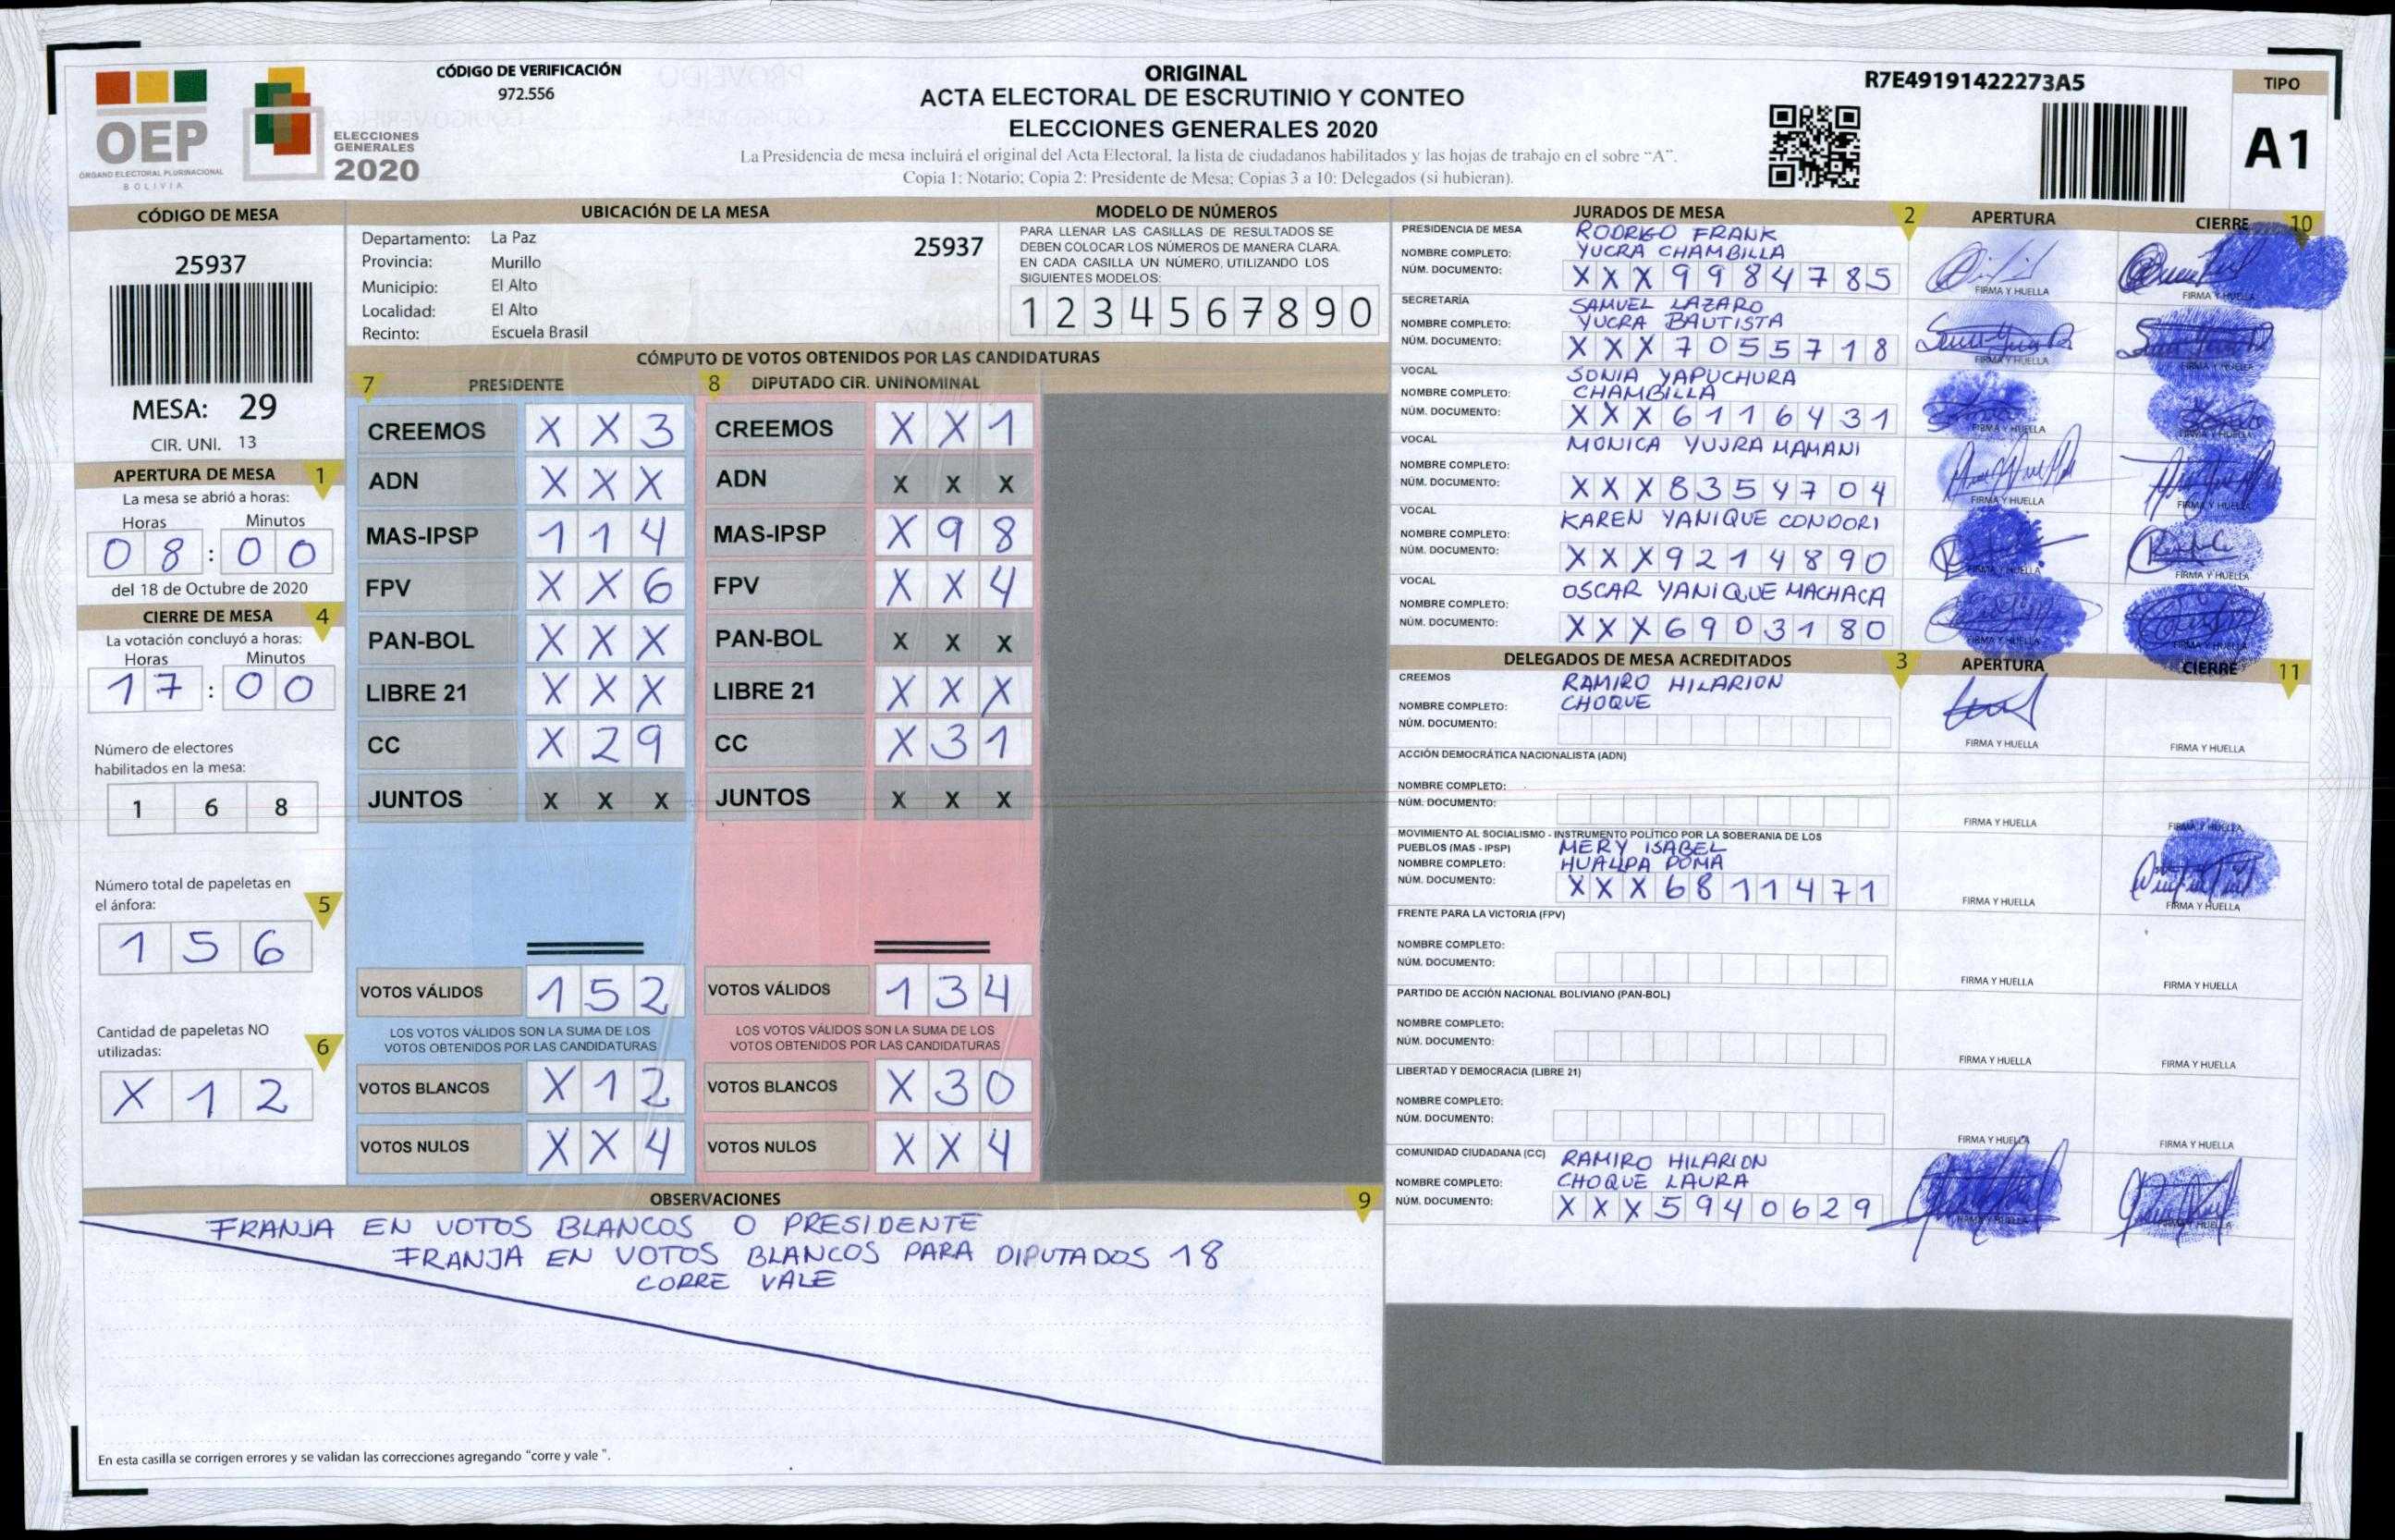 OEP
ÓRGANO ELECTORAL PLURINACIONAL
BOLIVIA
ELECCIONES
GENERALES
2020
CÓDIGO DE VERIFICACIÓN
972.556
ORIGINAL
ACTA ELECTORAL DE ESCRUTINIO Y CONTEO
ELECCIONES GENERALES 2020
La Presidencia de mesa incluirá el original del Acta Electoral, la lista de ciudadanos habilitados y las hojas de trabajo en el sobre “A”.
Copia 1: Notario; Copia 2: Presidente de Mesa; Copias 3 a 10: Delegados (si hubieran).
R7E49191422273A5
TIPO
A1
CÓDIGO DE MESA
25937
MESA: 29
CIR. UNI. 13
APERTURA DE MESA 1
La mesa se abrió a horas:
Horas Minutos
0 8 : 0 0
del 18 de Octubre de 2020
CIERRE DE MESA 4
La votación concluyó a horas:
Horas Minutos
1 7 : 0 0
Número de electores
habilitados en la mesa:
1 6 8
Número total de papeletas en
el ánfora: 5
1 5 6
Cantidad de papeletas NO
utilizadas: 6
X 1 2
UBICACIÓN DE LA MESA
Departamento: La Paz 25937
Provincia: Murillo
Municipio: El Alto
Localidad: El Alto
Recinto: Escuela Brasil
MODELO DE NÚMEROS
PARA LLENAR LAS CASILLAS DE RESULTADOS SE
DEBEN COLOCAR LOS NÚMEROS DE MANERA CLARA.
EN CADA CASILLA UN NÚMERO, UTILIZANDO LOS
SIGUIENTES MODELOS:
1 2 3 4 5 6 7 8 9 0
CÓMPUTO DE VOTOS OBTENIDOS POR LAS CANDIDATURAS
7 PRESIDENTE 8 DIPUTADO CIR. UNINOMINAL
CREEMOS X X 3 CREEMOS X X 1
ADN X X X ADN X X X
MAS-IPSP 1 1 4 MAS-IPSP X 9 8
FPV X X 6 FPV X X 4
PAN-BOL X X X PAN-BOL X X X
LIBRE 21 X X X LIBRE 21 X X X
CC X 2 9 CC X 3 1
JUNTOS X X X JUNTOS X X X
VOTOS VÁLIDOS 1 5 2 VOTOS VÁLIDOS 1 3 4
LOS VOTOS VÁLIDOS SON LA SUMA DE LOS LOS VOTOS VÁLIDOS SON LA SUMA DE LOS
VOTOS OBTENIDOS POR LAS CANDIDATURAS VOTOS OBTENIDOS POR LAS CANDIDATURAS
VOTOS BLANCOS X 1 2 VOTOS BLANCOS X 3 0
VOTOS NULOS X X 4 VOTOS NULOS X X 4
OBSERVACIONES 9
FRANJA EN VOTOS BLANCOS O PRESIDENTE
FRANJA EN VOTOS BLANCOS PARA DIPUTADOS 18
CORRE VALE
En esta casilla se corrigen errores y se validan las correcciones agregando “corre y vale ”.
JURADOS DE MESA 2 APERTURA CIERRE 10
PRESIDENCIA DE MESA RODRIGO FRANK
NOMBRE COMPLETO: YUCRA CHAMBILLA
NÚM. DOCUMENTO: X X X 9 9 8 4 7 8 5
FIRMA Y HUELLA FIRMA Y HUELLA
SECRETARÍA SAMUEL LAZARO
NOMBRE COMPLETO: YUCRA BAUTISTA
NÚM. DOCUMENTO: X X X 7 0 5 5 7 1 8
FIRMA Y HUELLA FIRMA Y HUELLA
VOCAL SONIA YAPUCHURA
NOMBRE COMPLETO: CHAMBILLA
NÚM. DOCUMENTO: X X X 6 1 1 6 4 3 1
FIRMA Y HUELLA FIRMA Y HUELLA
VOCAL MONICA YUJRA MAMANI
NOMBRE COMPLETO:
NÚM. DOCUMENTO: X X X 8 3 5 4 7 0 4
FIRMA Y HUELLA FIRMA Y HUELLA
VOCAL KAREN YANIQUE CONDORI
NOMBRE COMPLETO:
NÚM. DOCUMENTO: X X X 9 2 1 4 8 9 0
FIRMA Y HUELLA FIRMA Y HUELLA
VOCAL OSCAR YANIQUE MACHACA
NOMBRE COMPLETO:
NÚM. DOCUMENTO: X X X 6 9 0 3 1 8 0
FIRMA Y HUELLA FIRMA Y HUELLA
DELEGADOS DE MESA ACREDITADOS 3 APERTURA CIERRE 11
CREEMOS RAMIRO HILARION
NOMBRE COMPLETO: CHOQUE
NÚM. DOCUMENTO:
FIRMA Y HUELLA FIRMA Y HUELLA
ACCIÓN DEMOCRÁTICA NACIONALISTA (ADN)
NOMBRE COMPLETO:
NÚM. DOCUMENTO:
FIRMA Y HUELLA FIRMA Y HUELLA
MOVIMIENTO AL SOCIALISMO - INSTRUMENTO POLÍTICO POR LA SOBERANIA DE LOS
PUEBLOS (MAS - IPSP) MERY ISABEL
NOMBRE COMPLETO: HUALLPA POMA
NÚM. DOCUMENTO: X X X 6 8 1 1 4 7 1
FIRMA Y HUELLA FIRMA Y HUELLA
FRENTE PARA LA VICTORIA (FPV)
NOMBRE COMPLETO:
NÚM. DOCUMENTO:
FIRMA Y HUELLA FIRMA Y HUELLA
PARTIDO DE ACCIÓN NACIONAL BOLIVIANO (PAN-BOL)
NOMBRE COMPLETO:
NÚM. DOCUMENTO:
FIRMA Y HUELLA FIRMA Y HUELLA
LIBERTAD Y DEMOCRACIA (LIBRE 21)
NOMBRE COMPLETO:
NÚM. DOCUMENTO:
FIRMA Y HUELLA FIRMA Y HUELLA
COMUNIDAD CIUDADANA (CC) RAMIRO HILARION
NOMBRE COMPLETO: CHOQUE LAURA
NÚM. DOCUMENTO: X X X 5 9 4 0 6 2 9
FIRMA Y HUELLA FIRMA Y HUELLA